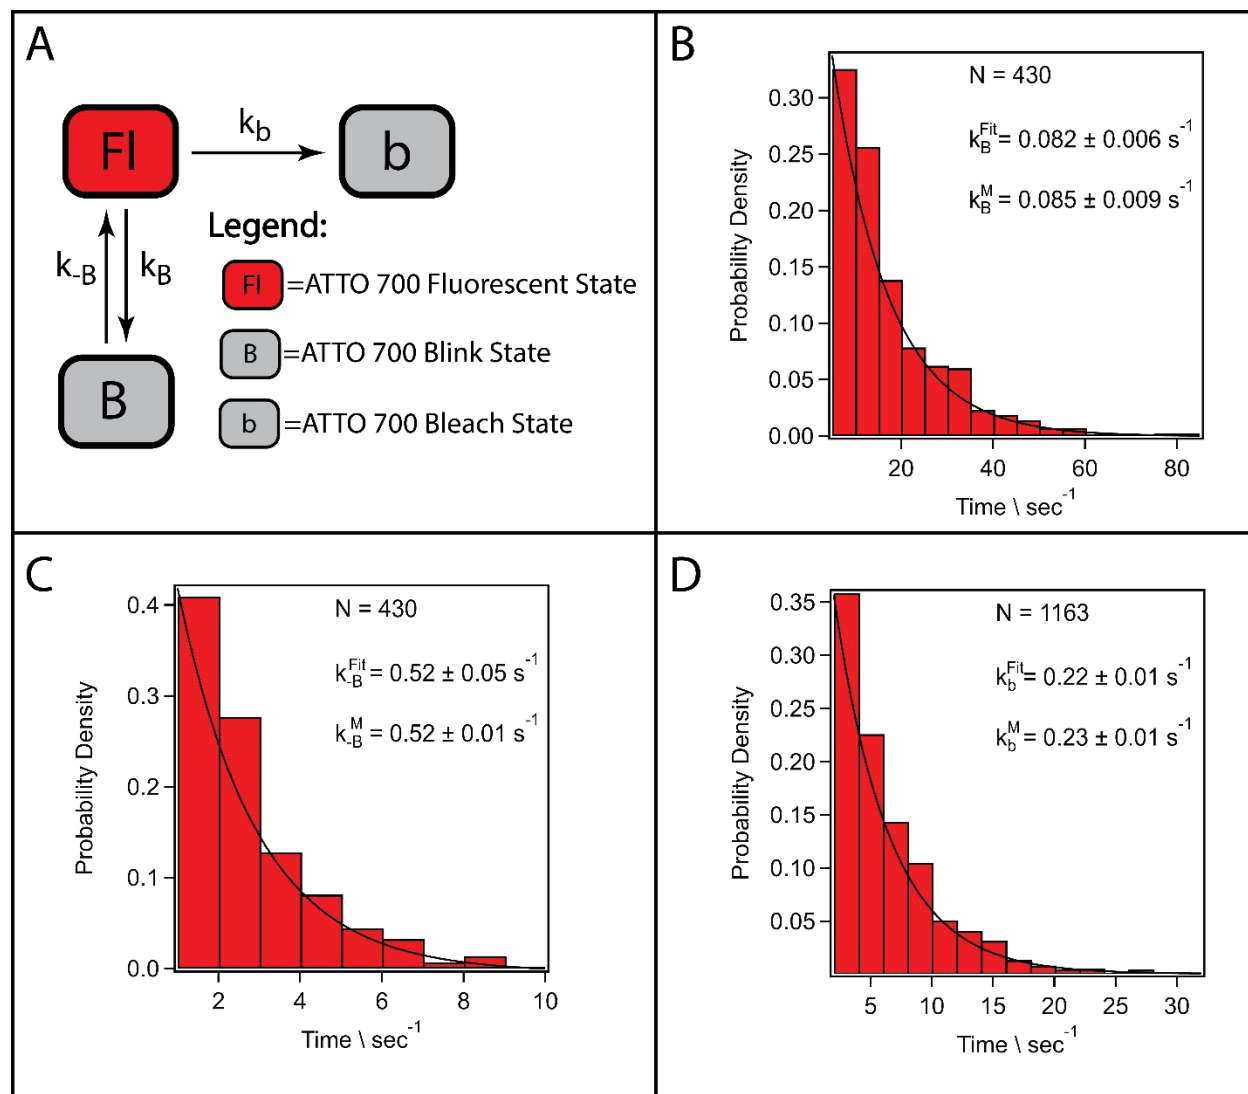 A
Fl
k_b
b
k_-B
k_B
B
Legend:
Fl =ATTO 700 Fluorescent State
B =ATTO 700 Blink State
b =ATTO 700 Bleach State
B
N = 430
k_B^Fit = 0.082 ± 0.006 s^-1
k_B^M = 0.085 ± 0.009 s^-1
Probability Density
0.30
0.25
0.20
0.15
0.10
0.05
0.00
20 40 60 80
Time \ sec^-1
C
N = 430
k_-B^Fit = 0.52 ± 0.05 s^-1
k_-B^M = 0.52 ± 0.01 s^-1
Probability Density
0.4
0.3
0.2
0.1
0.0
2 4 6 8 10
Time \ sec^-1
D
N = 1163
k_b^Fit = 0.22 ± 0.01 s^-1
k_b^M = 0.23 ± 0.01 s^-1
Probability Density
0.35
0.30
0.25
0.20
0.15
0.10
0.05
5 10 15 20 25 30
Time \ sec^-1